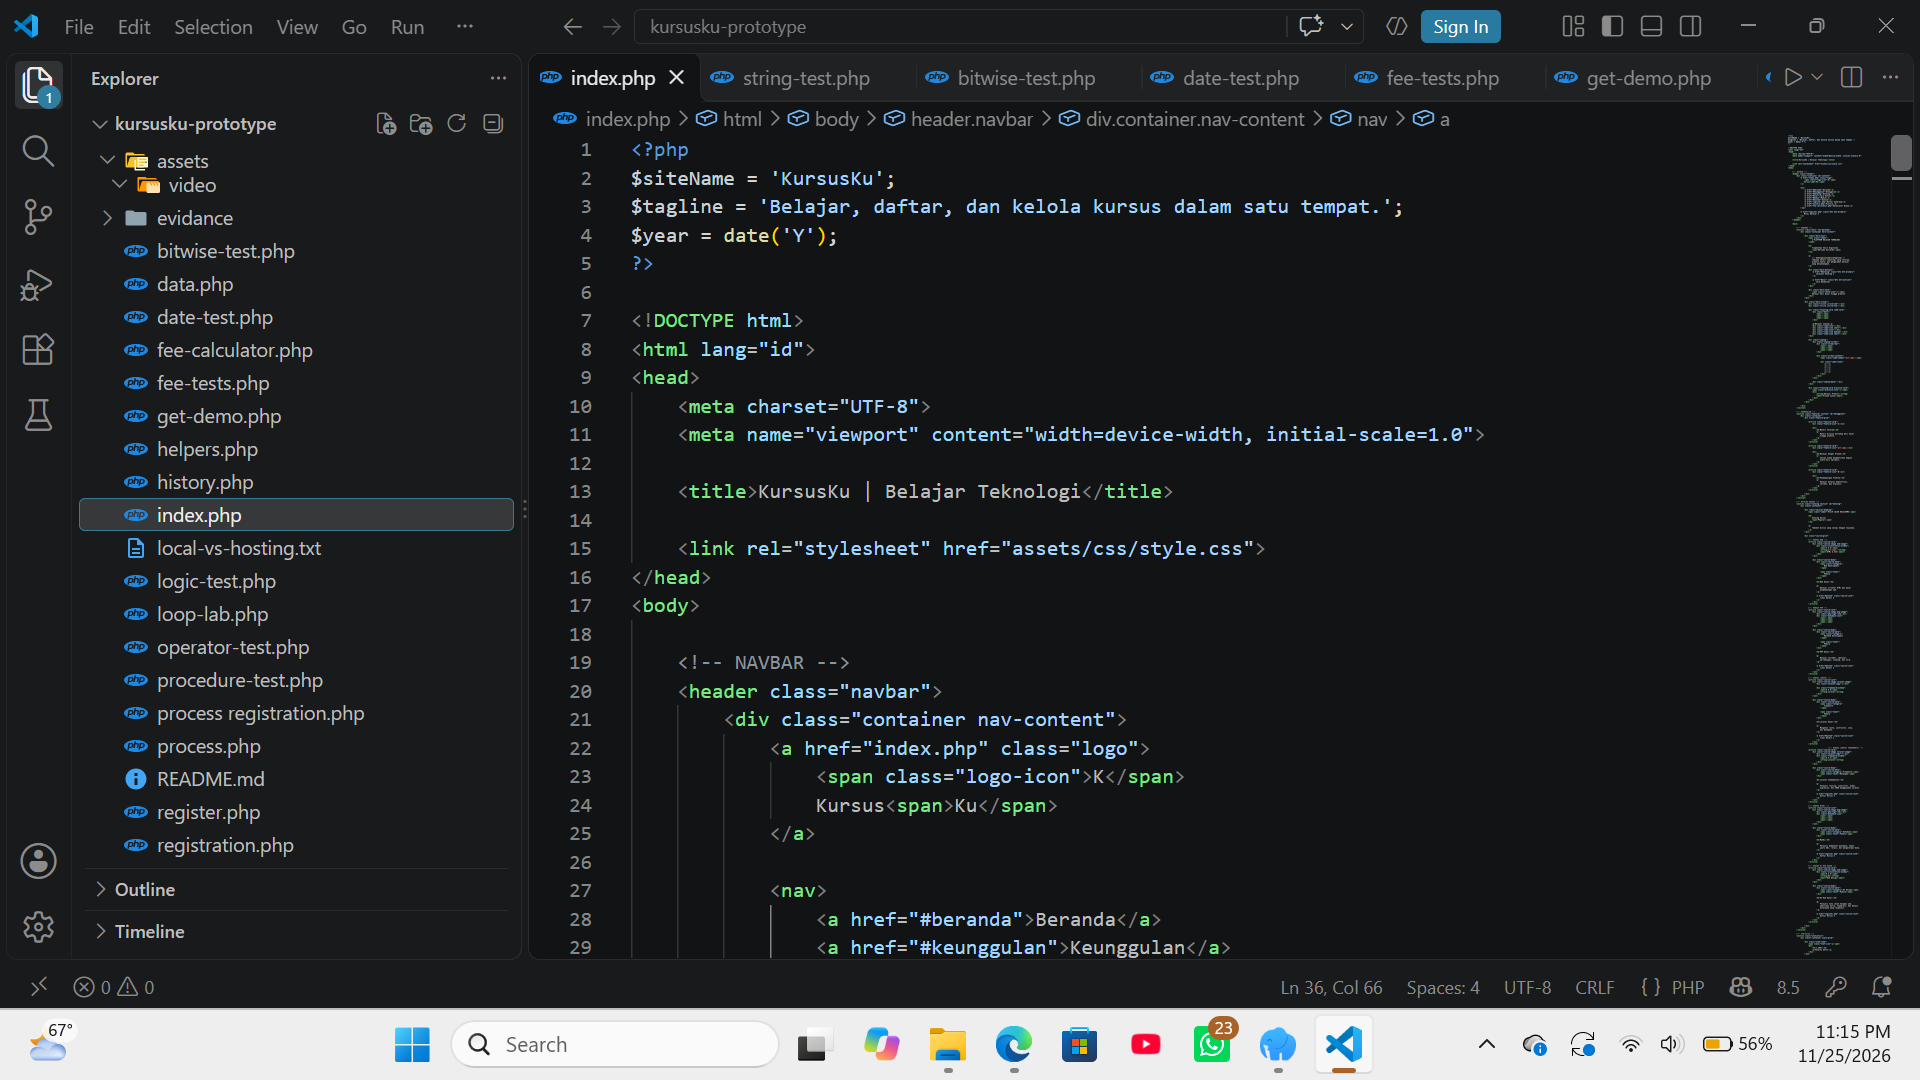 File Edit Selection View Go Run ···
kursusku-prototype
Sign In
Explorer
1
kursusku-prototype
assets
video
evidance
bitwise-test.php
data.php
date-test.php
fee-calculator.php
fee-tests.php
get-demo.php
helpers.php
history.php
index.php
local-vs-hosting.txt
logic-test.php
loop-lab.php
operator-test.php
procedure-test.php
process registration.php
process.php
README.md
register.php
registration.php
Outline
Timeline
index.php string-test.php bitwise-test.php date-test.php fee-tests.php get-demo.php
index.php > html > body > header.navbar > div.container.nav-content > nav > a
1 <?php
2 $siteName = 'KursusKu';
3 $tagline = 'Belajar, daftar, dan kelola kursus dalam satu tempat.';
4 $year = date('Y');
5 ?>
6
7 <!DOCTYPE html>
8 <html lang="id">
9 <head>
10 <meta charset="UTF-8">
11 <meta name="viewport" content="width=device-width, initial-scale=1.0">
12
13 <title>KursusKu | Belajar Teknologi</title>
14
15 <link rel="stylesheet" href="assets/css/style.css">
16 </head>
17 <body>
18
19 <!-- NAVBAR -->
20 <header class="navbar">
21 <div class="container nav-content">
22 <a href="index.php" class="logo">
23 <span class="logo-icon">K</span>
24 Kursus<span>Ku</span>
25 </a>
26
27 <nav>
28 <a href="#beranda">Beranda</a>
29 <a href="#keunggulan">Keunggulan</a>
0 0
Ln 36, Col 66 Spaces: 4 UTF-8 CRLF { } PHP 8.5
67°
Search
23
56%
11:15 PM
11/25/2026